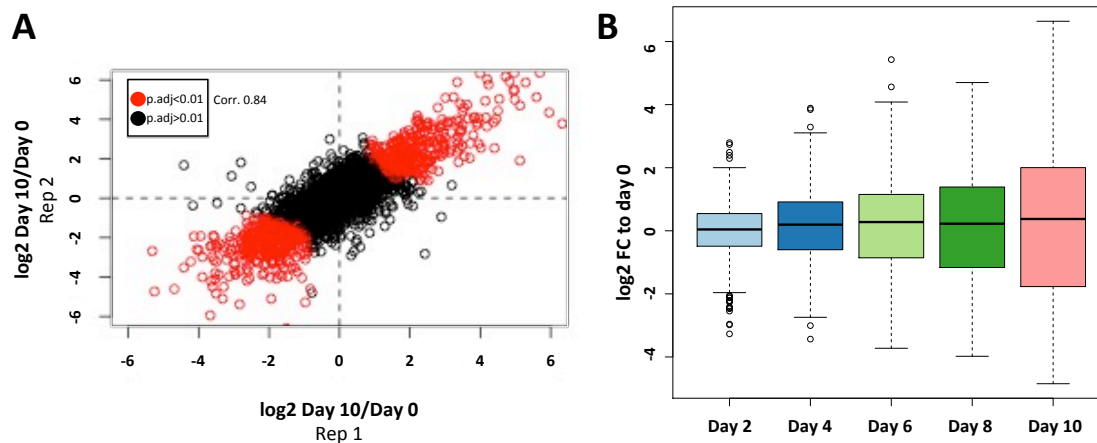 A
p.adj<0.01 Corr. 0.84
p.adj>0.01
6
4
2
0
-2
-4
-6
log2 Day 10/Day 0
Rep 2
-6 -4 -2 0 2 4 6
log2 Day 10/Day 0
Rep 1
B
6
4
2
0
-2
-4
log2 FC to day 0
Day 2 Day 4 Day 6 Day 8 Day 10